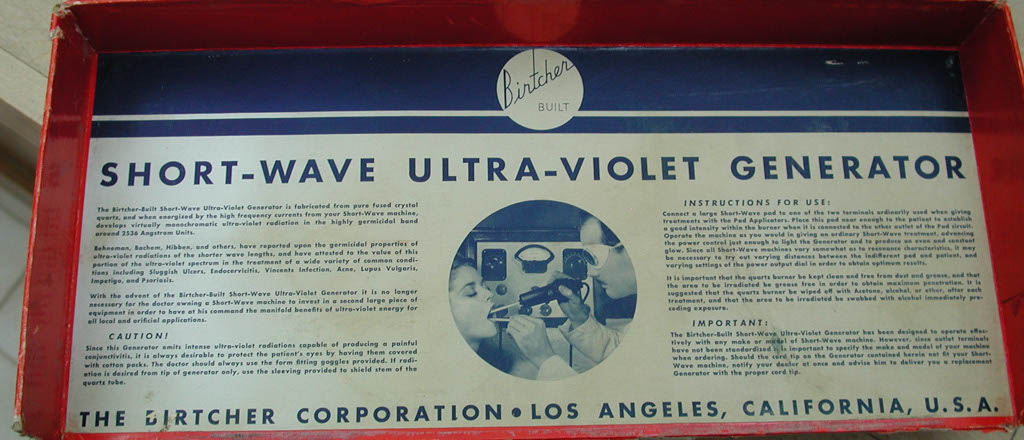 Birtcher
BUILT
SHORT-WAVE ULTRA-VIOLET GENERATOR
The Birtcher-Built Short-Wave Ultra-Violet Generator is fabricated from pure fused crystal
quartz, and when energized by the high frequency currents from your Short-Wave machine,
develops virtually monochromatic ultra-violet radiation in the highly germicidal band
around 2536 Angstrom Units.
Behneman, Bachem, Hibben, and others, have reported upon the germicidal properties of
ultra-violet radiations of the shorter wave lengths, and have attested to the value of this
portion of the ultra-violet spectrum in the treatment of a wide variety of common condi-
tions including Sluggish Ulcers, Endocervicitis, Vincents Infection, Acne, Lupus Vulgaris,
Impetigo, and Psoriasis.
With the advent of the Birtcher-Built Short-Wave Ultra-Violet Generator it is no longer
necessary for the doctor owning a Short-Wave machine to invest in a second large piece of
equipment in order to have at his command the manifold benefits of ultra-violet energy for
all local and orificial applications.
CAUTION!
Since this Generator emits intense ultra-violet radiations capable of producing a painful
conjunctivitis, it is always desirable to protect the patient's eyes by having them covered
with cotton packs. The doctor should always use the form fitting goggles provided. If radi-
ation is desired from tip of generator only, use the sleeving provided to shield stem of the
quartz tube.
INSTRUCTIONS FOR USE:
Connect a large Short-Wave pad to one of the two terminals ordinarily used when giving
treatments with the Pad Applicators. Place this pad near enough to the patient to establish
a good intensity within the burner when it is connected to the other outlet of the Pad circuit.
Operate the machine as you would in giving an ordinary Short-Wave treatment, advancing
the power control just enough to light the Generator and to produce an even and constant
glow. Since all Short-Wave machines vary somewhat as to resonance characteristics, it may
be necessary to try out varying distances between the indifferent pad and patient, and
varying settings of the power output dial in order to obtain optimum results.
It is important that the quartz burner be kept clean and free from dust and grease, and that
the area to be irradiated be grease free in order to obtain maximum penetration. It is
suggested that the quartz burner be wiped off with Acetone, alcohol, or ether, after each
treatment, and that the area to be irradiated be swabbed with alcohol immediately pre-
ceding exposure.
IMPORTANT:
The Birtcher-Built Short-Wave Ultra-Violet Generator has been designed to operate effec-
tively with any make or model of Short-Wave machine. However, since outlet terminals
have not been standardized it is important to specify the make and model of your machine
when ordering. Should the cord tip on the Generator contained herein not fit your Short-
Wave machine, notify your dealer at once and advise him to deliver you a replacement
Generator with the proper cord tip.
THE BIRTCHER CORPORATION • LOS ANGELES, CALIFORNIA, U.S.A.